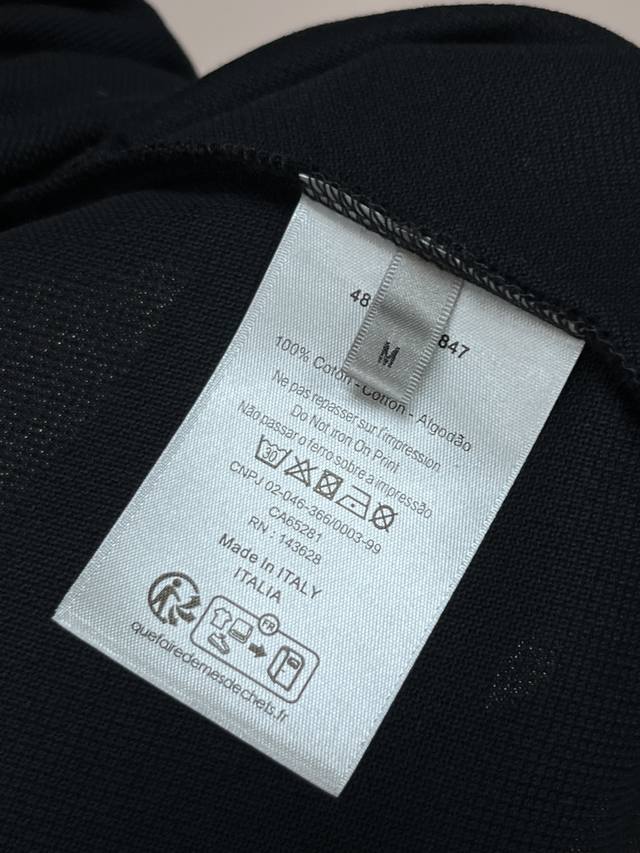 48 847
M
100% Coton - Cotton - Algodão
Ne pas repasser sur l'impression
Do Not Iron On Print
Não passar o ferro sobre a impressão
30
CNPJ 02-046-366/0003-99
CA65281
RN : 143628
Made In ITALY
ITALIA
FR
quefairedemesdechets.fr